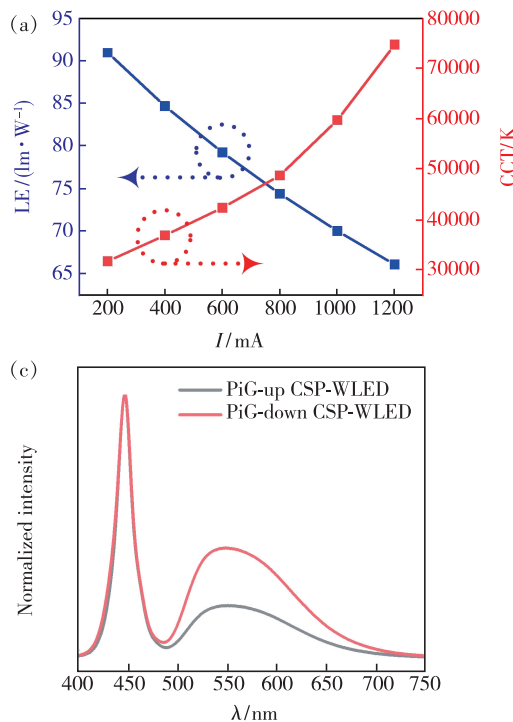 (a)
95
90
85
80
75
70
65
LE/(lm·W⁻¹)
80000
70000
60000
50000
40000
30000
CCT/K
200 400 600 800 1000 1200
I/mA
(c)
PiG-up CSP-WLED
PiG-down CSP-WLED
Normalized intensity
400 450 500 550 600 650 700 750
λ/nm